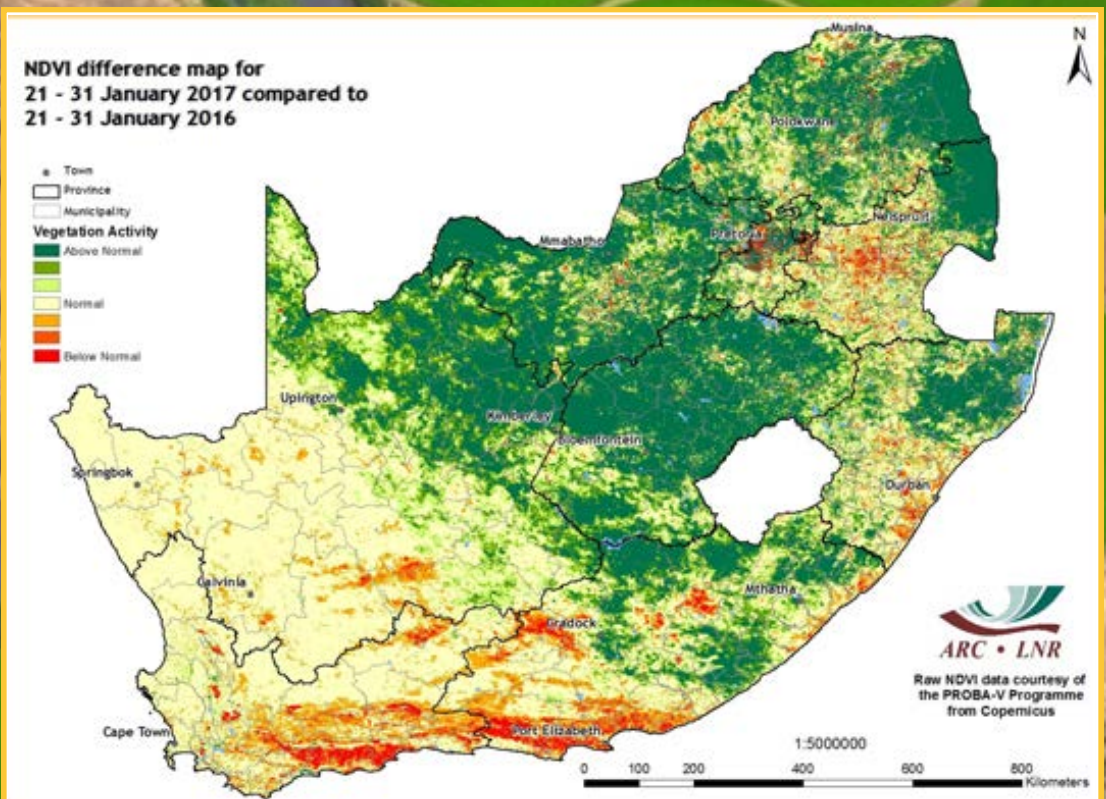 NDVI difference map for
21 - 31 January 2017 compared to
21 - 31 January 2016
Town
Province
Municipality
Vegetation Activity
Above Normal
Normal
Below Normal
N
Musina
Polokwane
Nelspruit
Pretoria
Mmabatho
Upington
Kimberley
Bloemfontein
Springbok
Durban
Calvinia
Mthatha
Cradock
Cape Town
Port Elizabeth
ARC • LNR
Raw NDVI data courtesy of
the PROBA-V Programme
from Copernicus
1:5000000
0 100 200 400 600 800
Kilometers